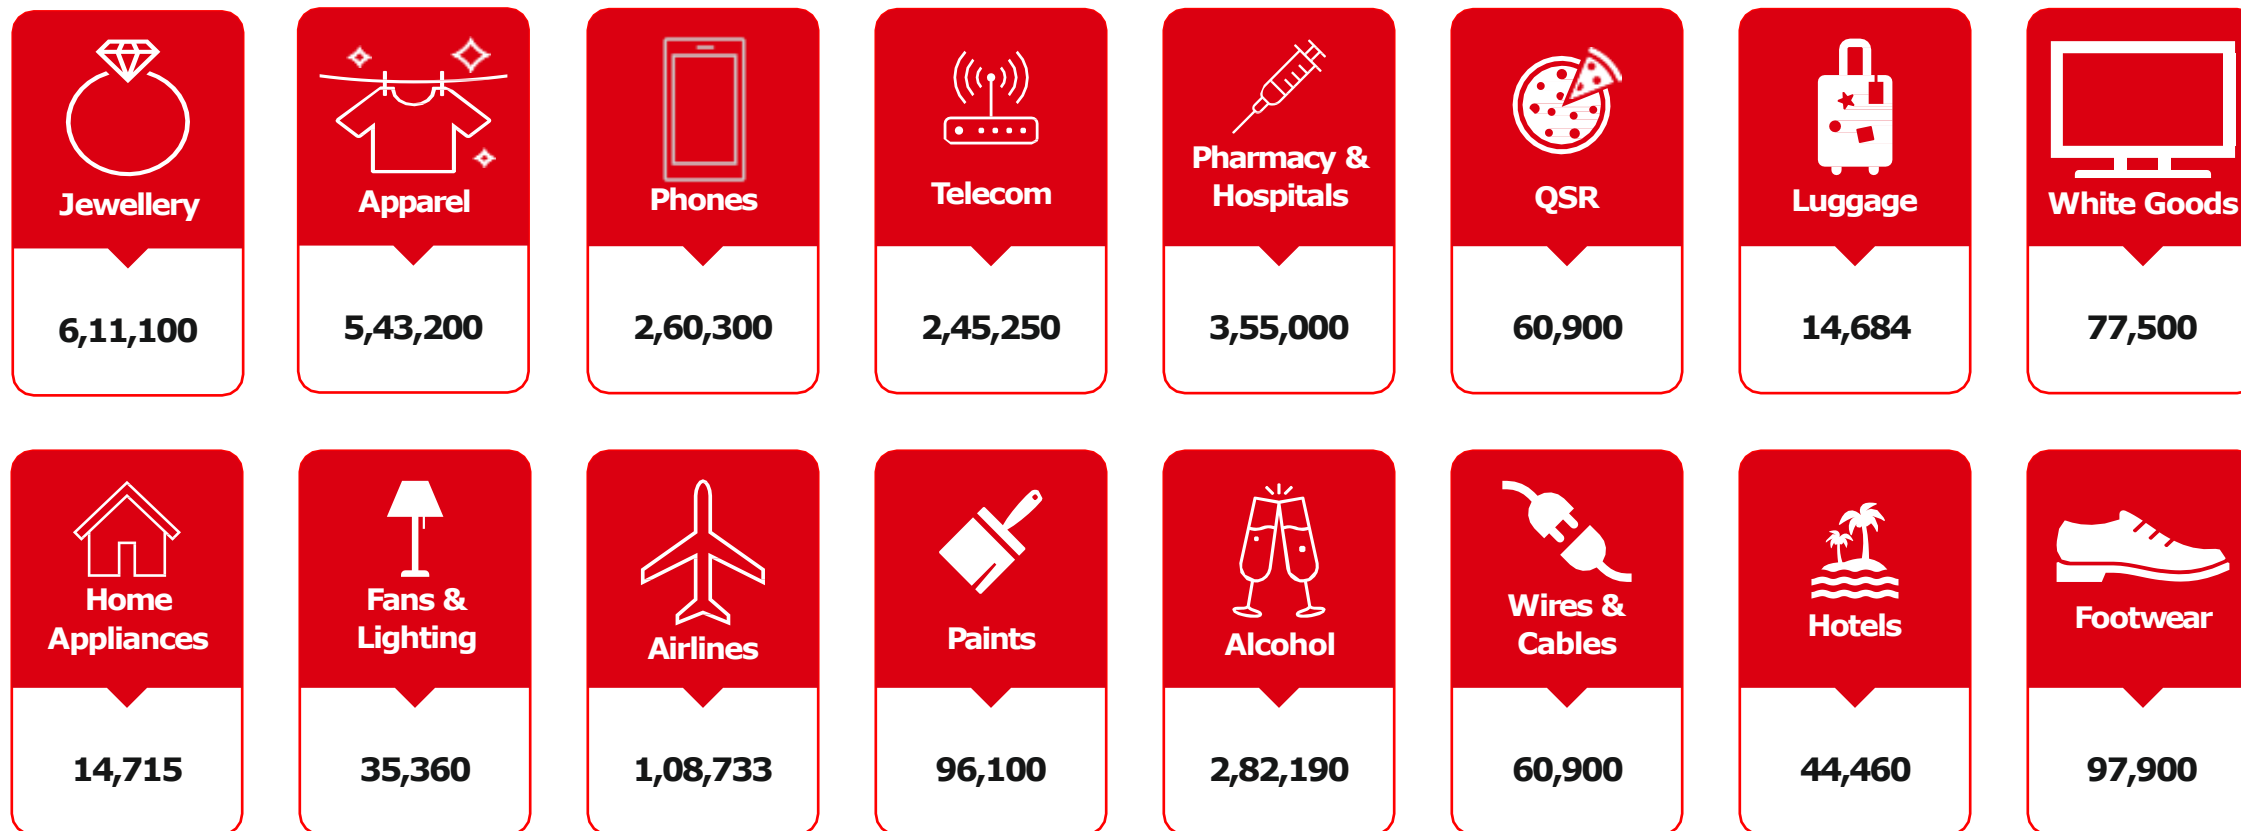 Jewellery
Apparel
Phones
Telecom
Pharmacy &
Hospitals
QSR
Luggage
White Goods
6,11,100
5,43,200
2,60,300
2,45,250
3,55,000
60,900
14,684
77,500
Home
Appliances
Fans &
Lighting
Airlines
Paints
Alcohol
Wires &
Cables
Hotels
Footwear
14,715
35,360
1,08,733
96,100
2,82,190
60,900
44,460
97,900